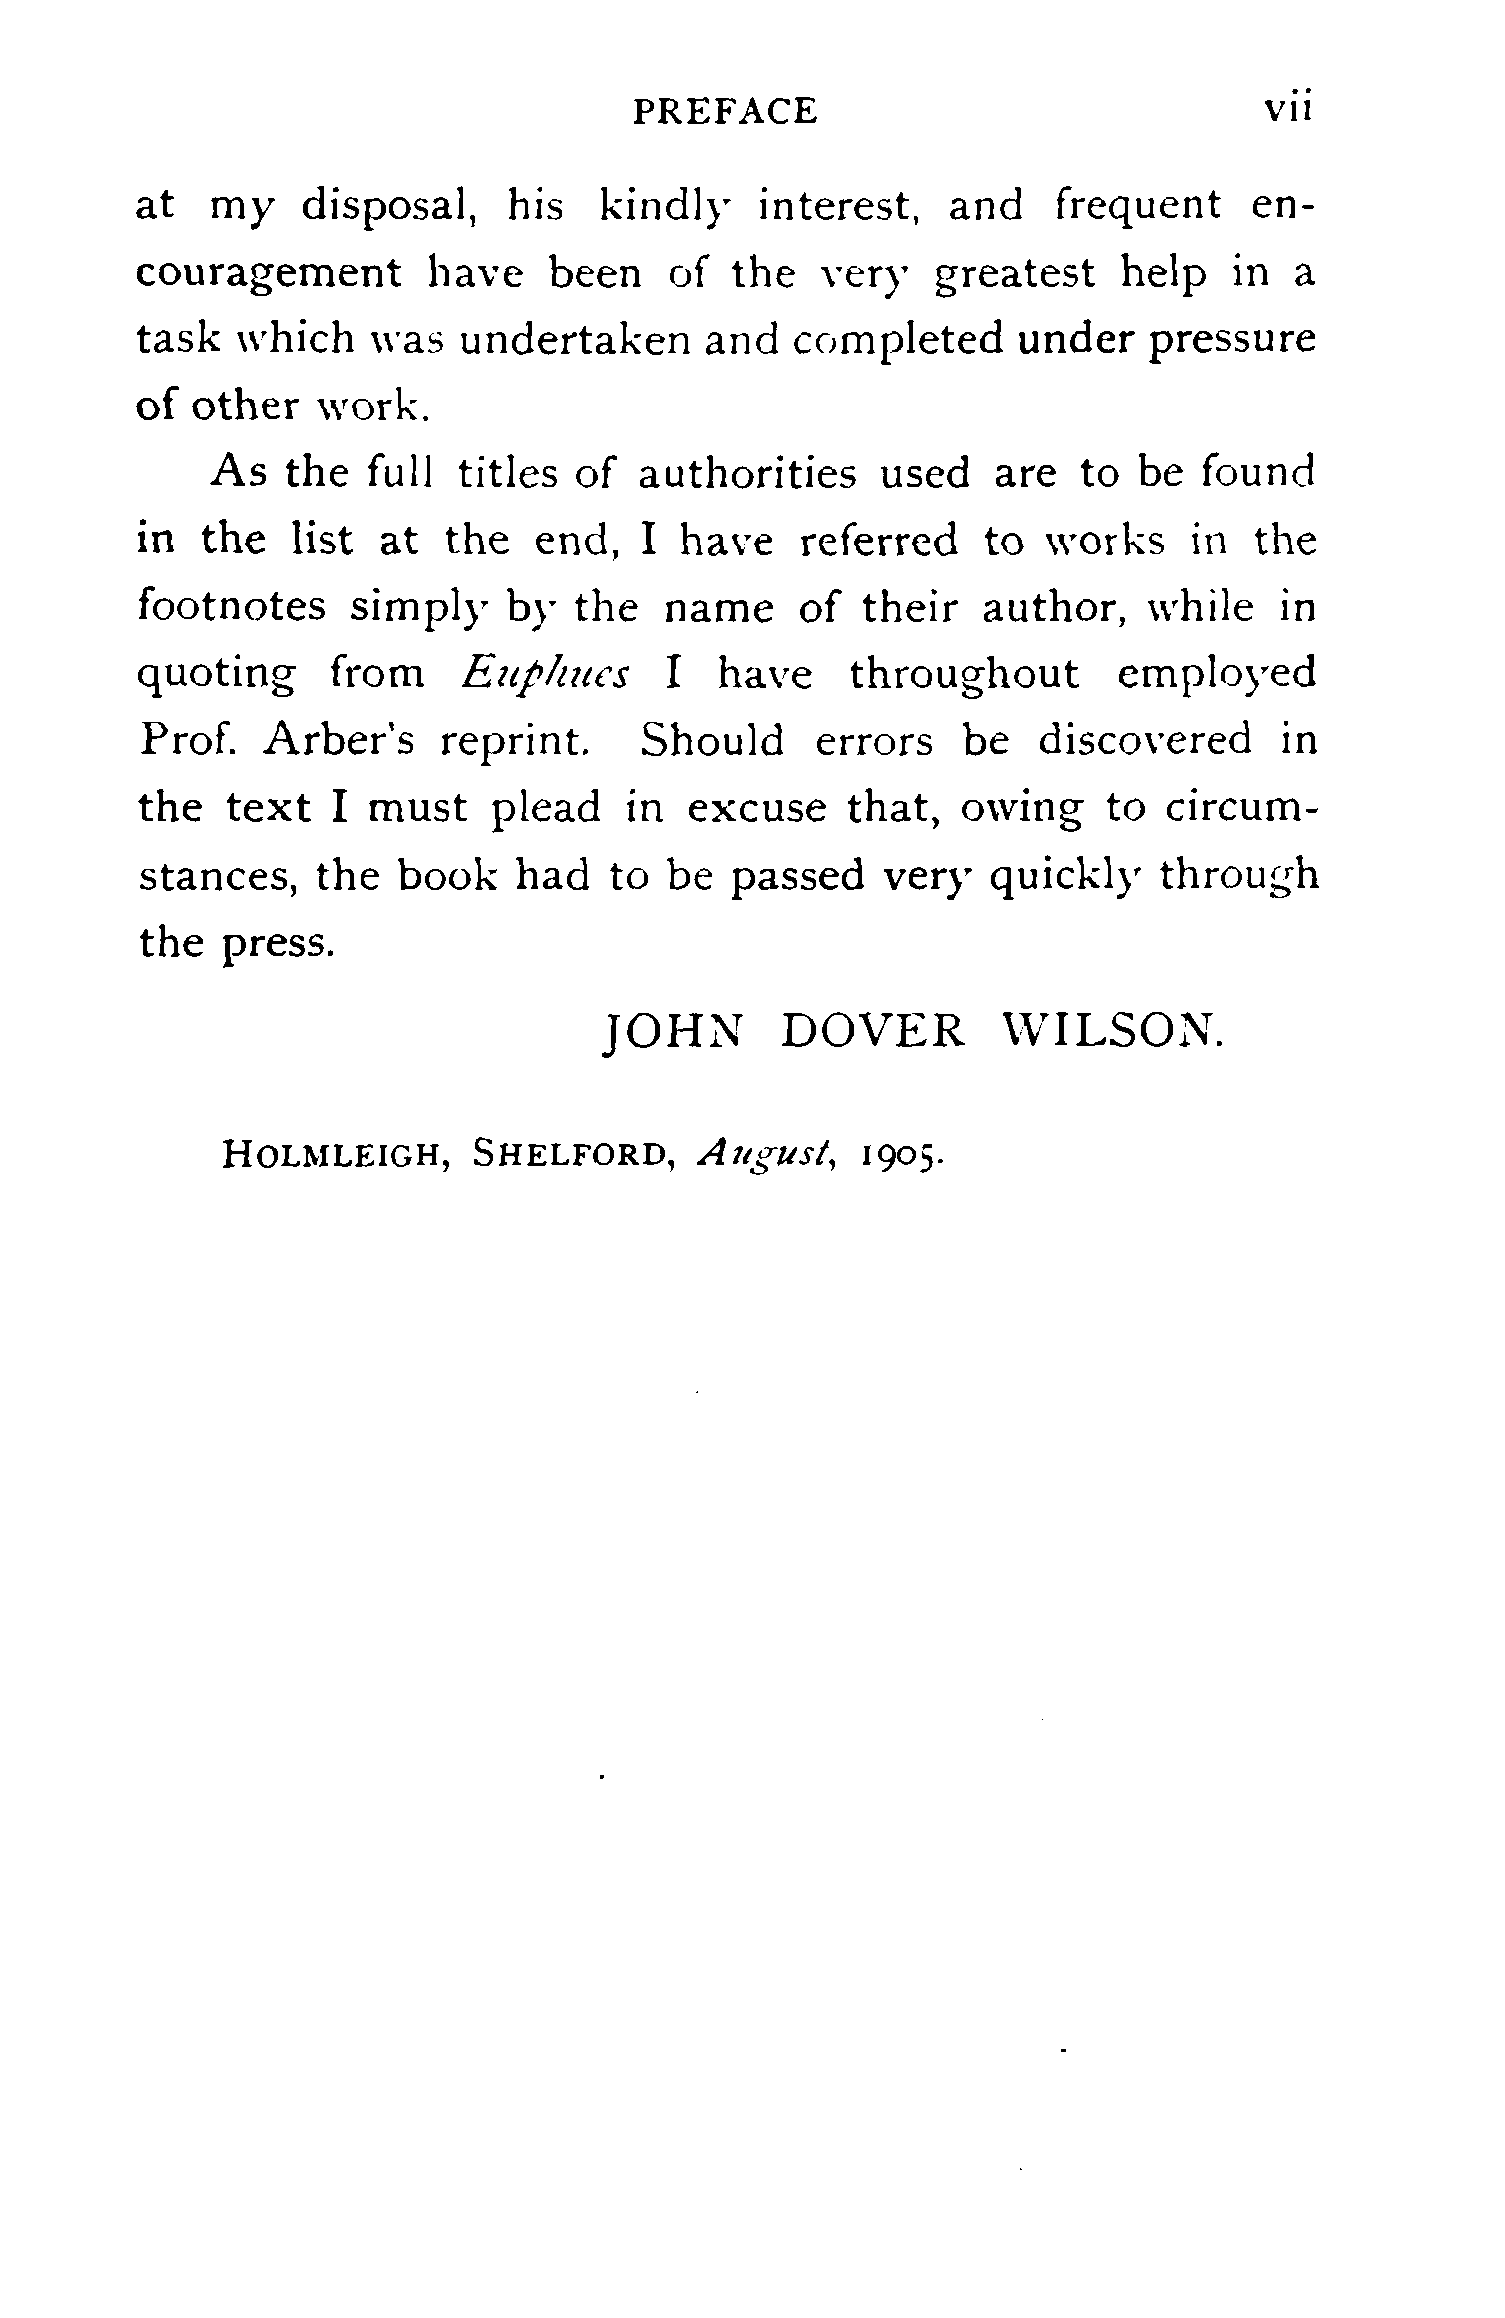 PREFACE vii
at my disposal, his kindly interest, and frequent en-
couragement have been of the very greatest help in a
task which was undertaken and completed under pressure
of other work.
As the full titles of authorities used are to be found
in the list at the end, I have referred to works in the
footnotes simply by the name of their author, while in
quoting from Euphues I have throughout employed
Prof. Arber's reprint. Should errors be discovered in
the text I must plead in excuse that, owing to circum-
stances, the book had to be passed very quickly through
the press.
JOHN DOVER WILSON.
HOLMLEIGH, SHELFORD, August, 1905.